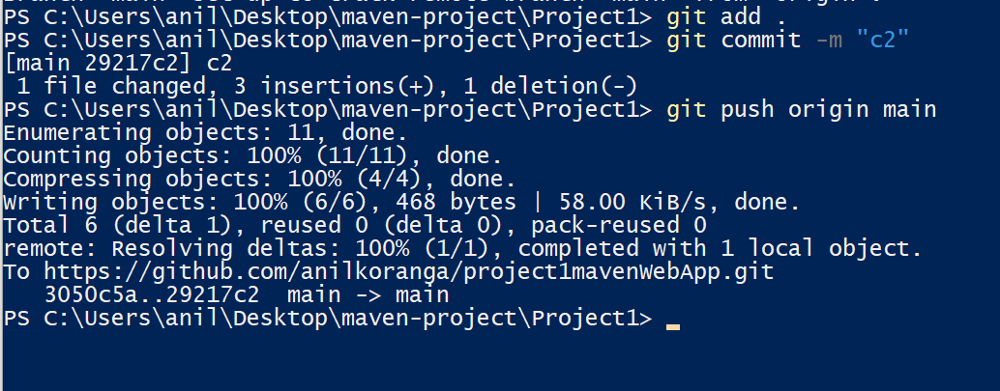 PS C:\Users\anil\Desktop\maven-project\Project1> git add .
PS C:\Users\anil\Desktop\maven-project\Project1> git commit -m "c2"
[main 29217c2] c2
 1 file changed, 3 insertions(+), 1 deletion(-)
PS C:\Users\anil\Desktop\maven-project\Project1> git push origin main
Enumerating objects: 11, done.
Counting objects: 100% (11/11), done.
Compressing objects: 100% (4/4), done.
Writing objects: 100% (6/6), 468 bytes | 58.00 KiB/s, done.
Total 6 (delta 1), reused 0 (delta 0), pack-reused 0
remote: Resolving deltas: 100% (1/1), completed with 1 local object.
To https://github.com/anilkoranga/project1mavenWebApp.git
   3050c5a..29217c2  main -> main
PS C:\Users\anil\Desktop\maven-project\Project1>